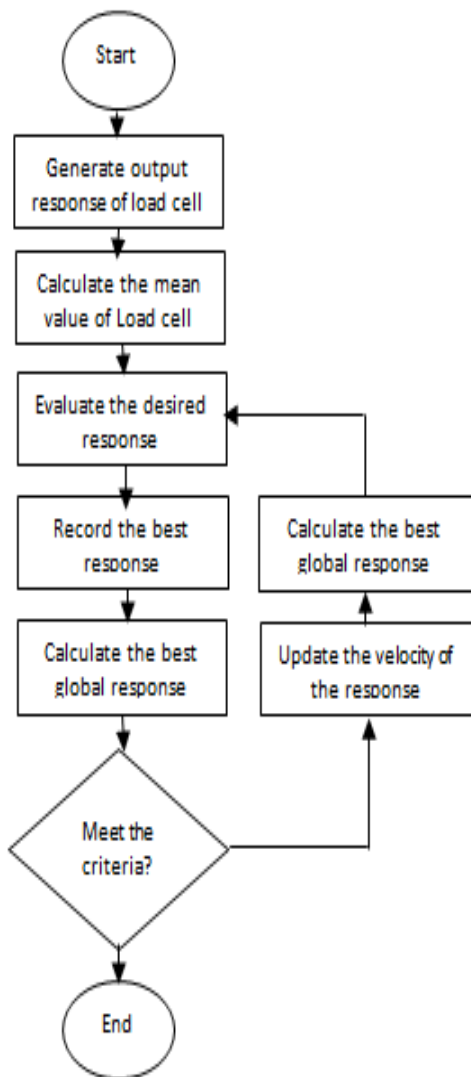 Start
Generate output
response of load cell
Calculate the mean
value of Load cell
Evaluate the desired
response
Record the best
response
Calculate the best
global response
Meet the
criteria?
End
Calculate the best
global response
Update the velocity of
the response